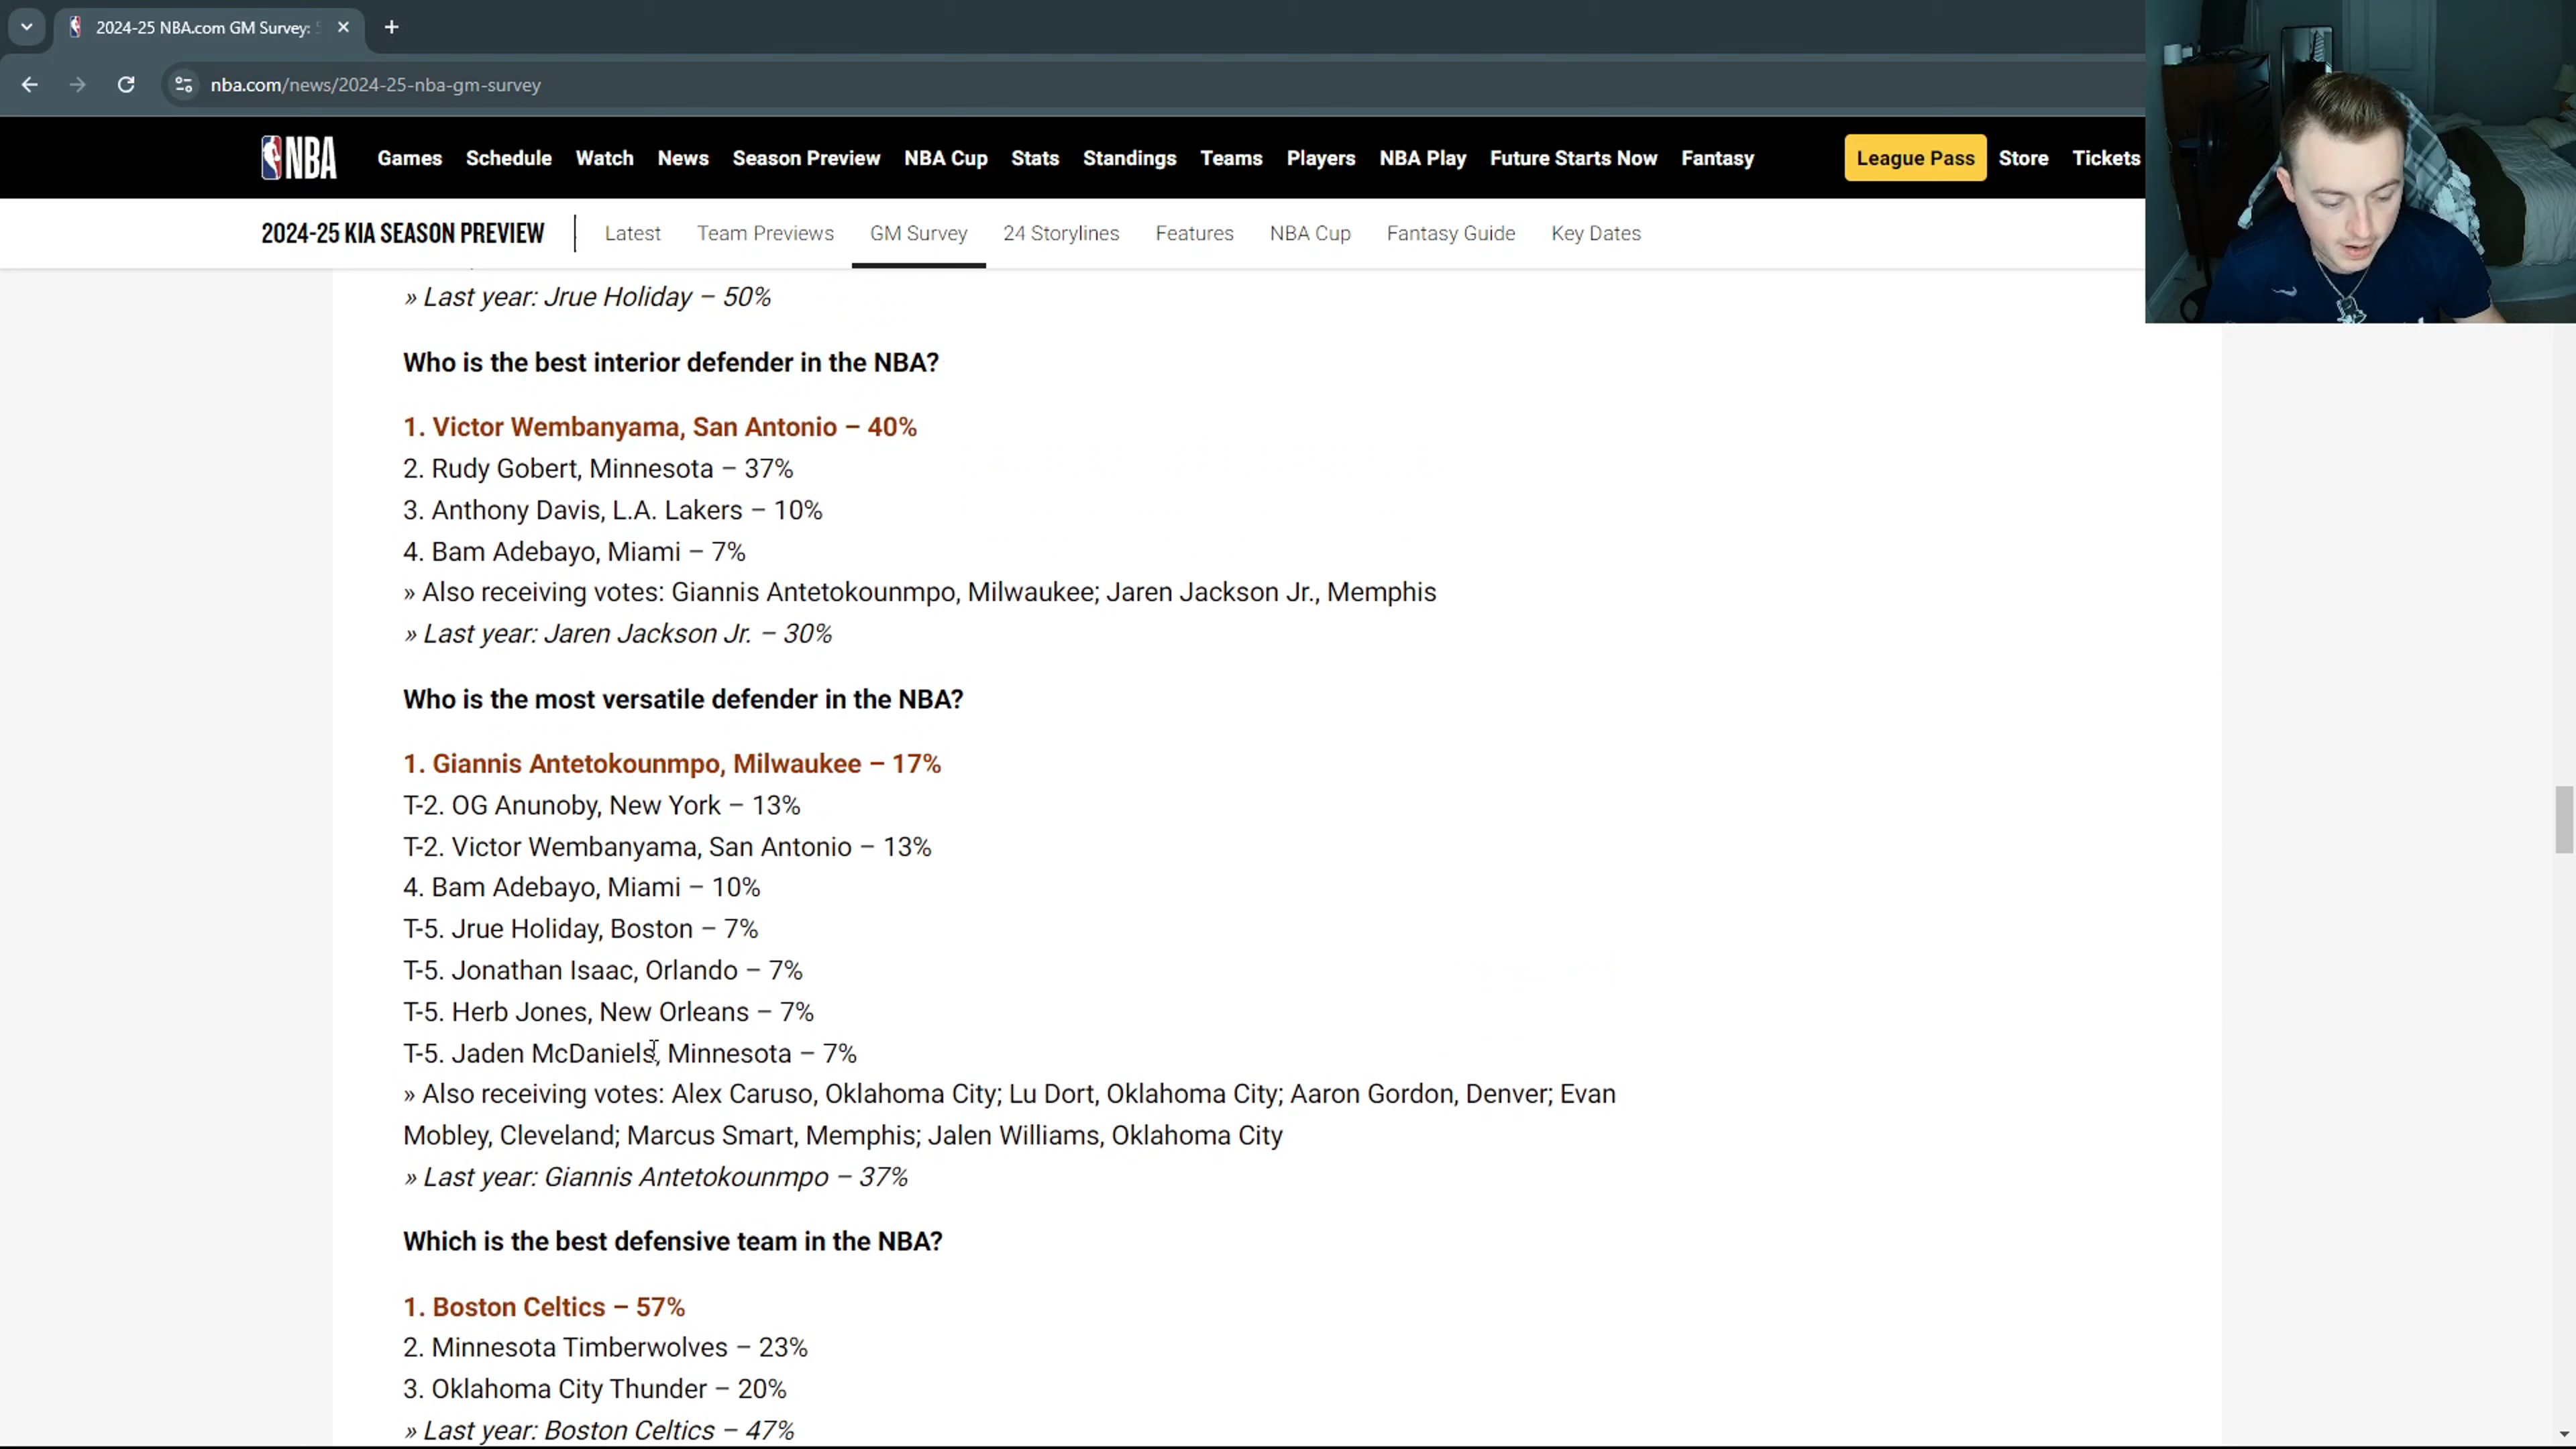 2024-25 NBA.com GM Survey:
nba.com/news/2024-25-nba-gm-survey
NBA Games Schedule Watch News Season Preview NBA Cup Stats Standings Teams Players NBA Play Future Starts Now Fantasy League Pass Store Tickets
2024-25 KIA SEASON PREVIEW Latest Team Previews GM Survey 24 Storylines Features NBA Cup Fantasy Guide Key Dates
» Last year: Jrue Holiday – 50%
Who is the best interior defender in the NBA?
1. Victor Wembanyama, San Antonio – 40%
2. Rudy Gobert, Minnesota – 37%
3. Anthony Davis, L.A. Lakers – 10%
4. Bam Adebayo, Miami – 7%
» Also receiving votes: Giannis Antetokounmpo, Milwaukee; Jaren Jackson Jr., Memphis
» Last year: Jaren Jackson Jr. – 30%
Who is the most versatile defender in the NBA?
1. Giannis Antetokounmpo, Milwaukee – 17%
T-2. OG Anunoby, New York – 13%
T-2. Victor Wembanyama, San Antonio – 13%
4. Bam Adebayo, Miami – 10%
T-5. Jrue Holiday, Boston – 7%
T-5. Jonathan Isaac, Orlando – 7%
T-5. Herb Jones, New Orleans – 7%
T-5. Jaden McDaniels, Minnesota – 7%
» Also receiving votes: Alex Caruso, Oklahoma City; Lu Dort, Oklahoma City; Aaron Gordon, Denver; Evan
Mobley, Cleveland; Marcus Smart, Memphis; Jalen Williams, Oklahoma City
» Last year: Giannis Antetokounmpo – 37%
Which is the best defensive team in the NBA?
1. Boston Celtics – 57%
2. Minnesota Timberwolves – 23%
3. Oklahoma City Thunder – 20%
» Last year: Boston Celtics – 47%